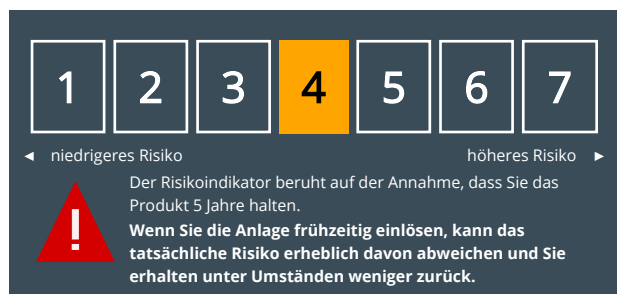 1 2 3 4 5 6 7
◄ niedrigeres Risiko höheres Risiko ►
Der Risikoindikator beruht auf der Annahme, dass Sie das
Produkt 5 Jahre halten.
!
Wenn Sie die Anlage frühzeitig einlösen, kann das
tatsächliche Risiko erheblich davon abweichen und Sie
erhalten unter Umständen weniger zurück.